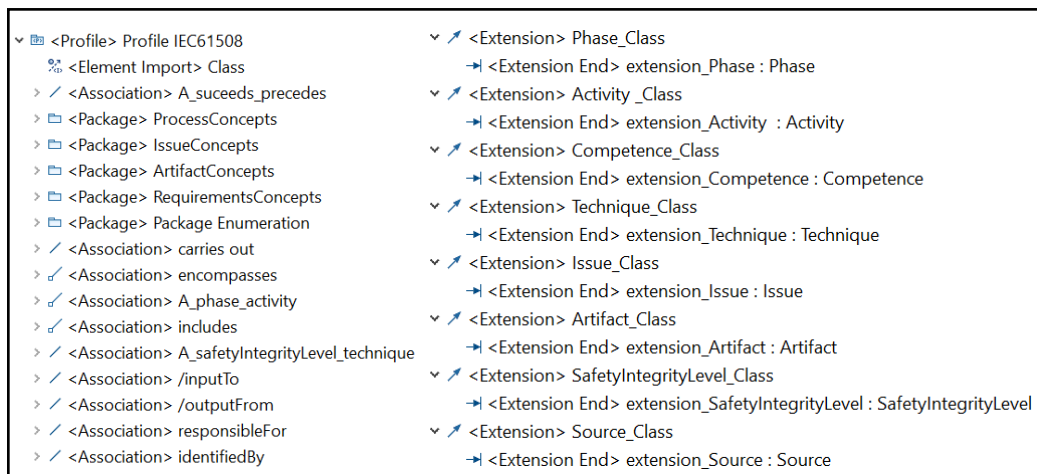 <Profile> Profile IEC61508
<Element Import> Class
<Association> A_suceeds_precedes
<Package> ProcessConcepts
<Package> IssueConcepts
<Package> ArtifactConcepts
<Package> RequirementsConcepts
<Package> Package Enumeration
<Association> carries out
<Association> encompasses
<Association> A_phase_activity
<Association> includes
<Association> A_safetyIntegrityLevel_technique
<Association> /inputTo
<Association> /outputFrom
<Association> responsibleFor
<Association> identifiedBy
<Extension> Phase_Class
<Extension End> extension_Phase : Phase
<Extension> Activity _Class
<Extension End> extension_Activity : Activity
<Extension> Competence_Class
<Extension End> extension_Competence : Competence
<Extension> Technique_Class
<Extension End> extension_Technique : Technique
<Extension> Issue_Class
<Extension End> extension_Issue : Issue
<Extension> Artifact_Class
<Extension End> extension_Artifact : Artifact
<Extension> SafetyIntegrityLevel_Class
<Extension End> extension_SafetyIntegrityLevel : SafetyIntegrityLevel
<Extension> Source_Class
<Extension End> extension_Source : Source